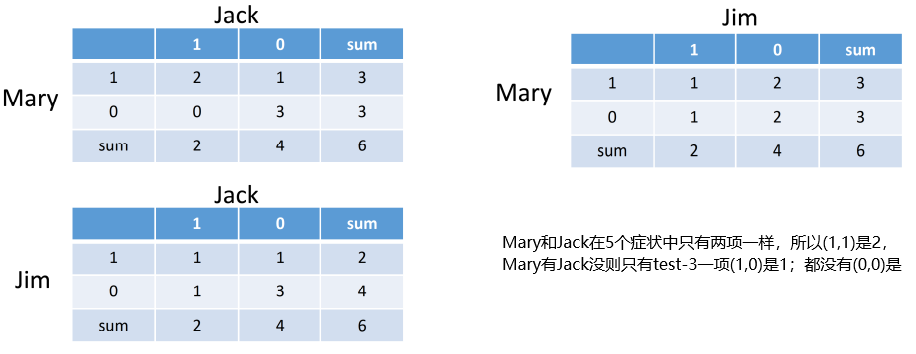 Jack
1 0 sum
Mary
1 2 1 3
0 0 3 3
sum 2 4 6
Jim
1 0 sum
Mary
1 1 2 3
0 1 2 3
sum 2 4 6
Jack
1 0 sum
Jim
1 1 1 2
0 1 3 4
sum 2 4 6
Mary和Jack在5个症状中只有两项一样，所以(1,1)是2，
Mary有Jack没则只有test-3一项(1,0)是1；都没有(0,0)是